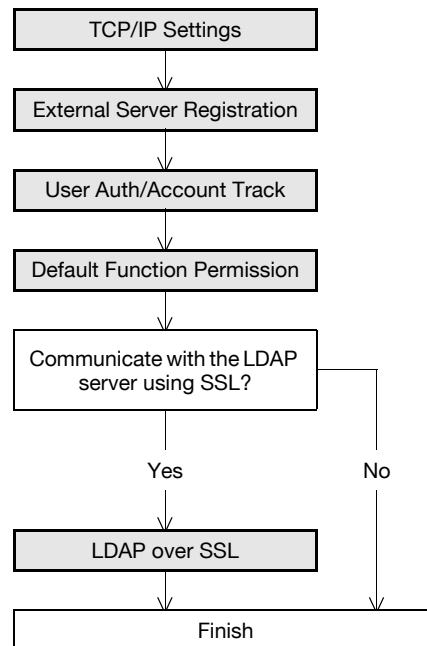 TCP/IP Settings
External Server Registration
User Auth/Account Track
Default Function Permission
Communicate with the LDAP
server using SSL?
Yes
No
LDAP over SSL
Finish